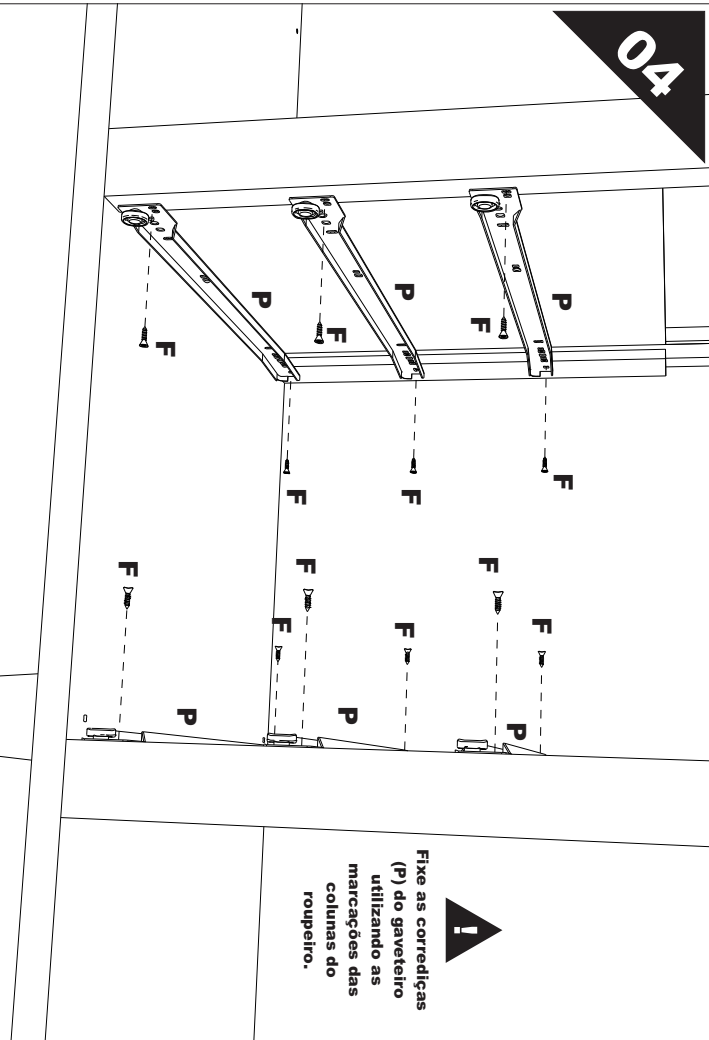 04
P
F
F
P
F
F
P
F
F
F
F
P
F
F
P
F
F
P
F
F
P
!
Fixe as corrediças
(P) do gaveteiro
utilizando as
marcações das
colunas do
roupeiro.